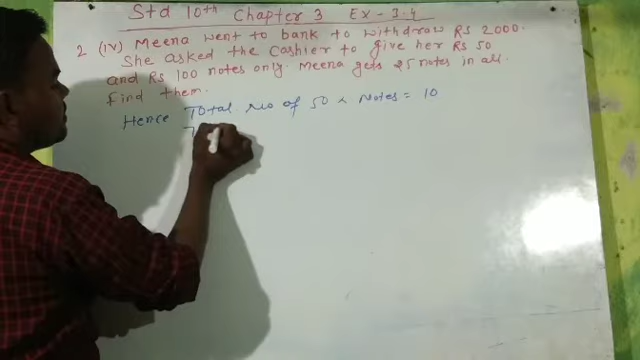 Std 10th Chapter 3 Ex - 3.4
2 (IV) Meena went to bank to withdraw Rs 2000.
She asked the Cashier to give her Rs 50
and Rs 100 notes only. Meena gets 25 notes in all.
Find them.
Hence Total No of 50 Notes = 10
T